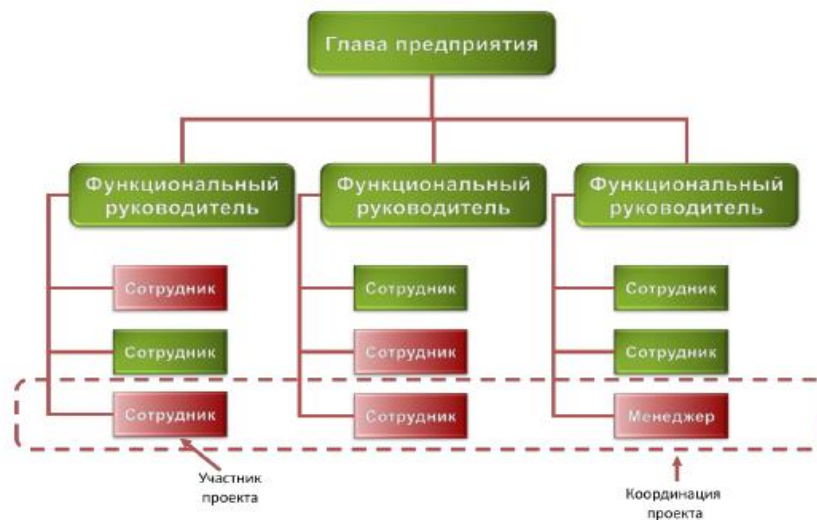 Глава предприятия
Функциональный
руководитель
Функциональный
руководитель
Функциональный
руководитель
Сотрудник
Сотрудник
Сотрудник
Сотрудник
Сотрудник
Сотрудник
Сотрудник
Сотрудник
Менеджер
Участник
проекта
Координация
проекта